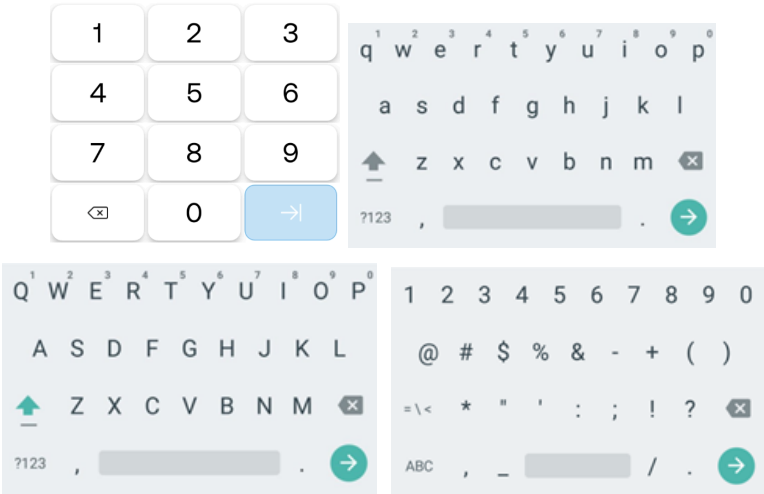 1 2 3
4 5 6
7 8 9
0
1 2 3 4 5 6 7 8 9 0
q w e r t y u i o p
a s d f g h j k l
z x c v b n m
?123 , .
1 2 3 4 5 6 7 8 9 0
Q W E R T Y U I O P
A S D F G H J K L
Z X C V B N M
?123 , .
1 2 3 4 5 6 7 8 9 0
@ # $ % & - + ( )
=\< * " ' : ; ! ?
ABC , _ / .